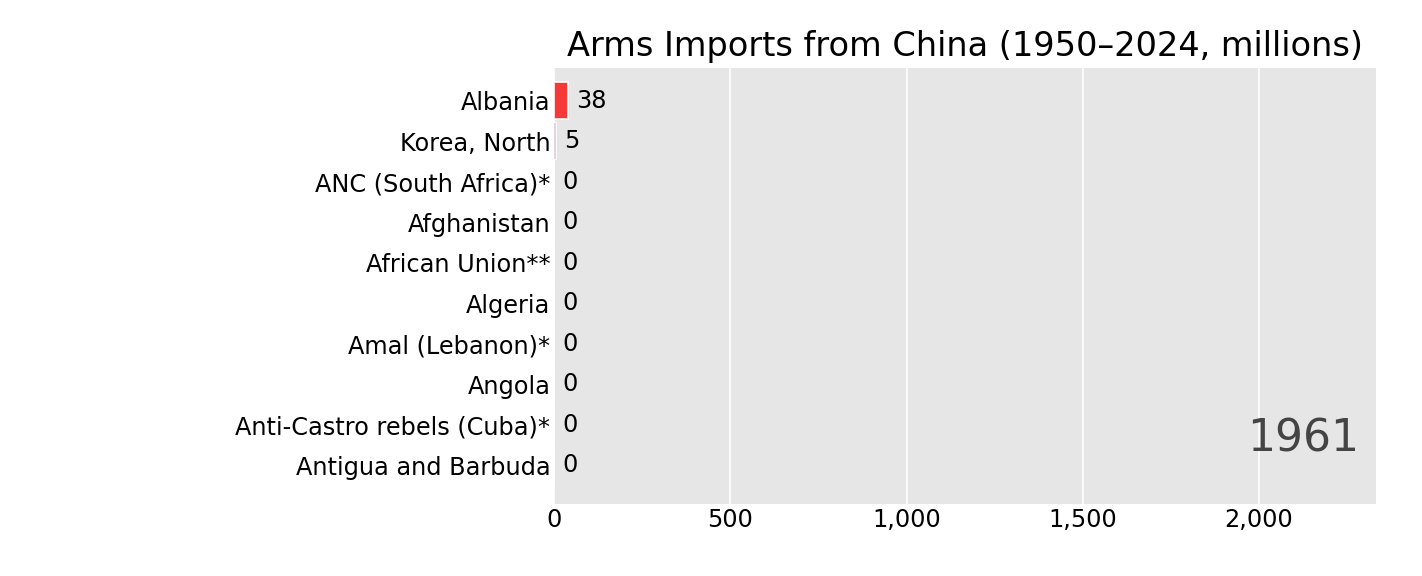 Arms Imports from China (1950–2024, millions)
Albania 38
Korea, North 5
ANC (South Africa)* 0
Afghanistan 0
African Union** 0
Algeria 0
Amal (Lebanon)* 0
Angola 0
Anti-Castro rebels (Cuba)* 0
1961
Antigua and Barbuda 0
0 500 1,000 1,500 2,000